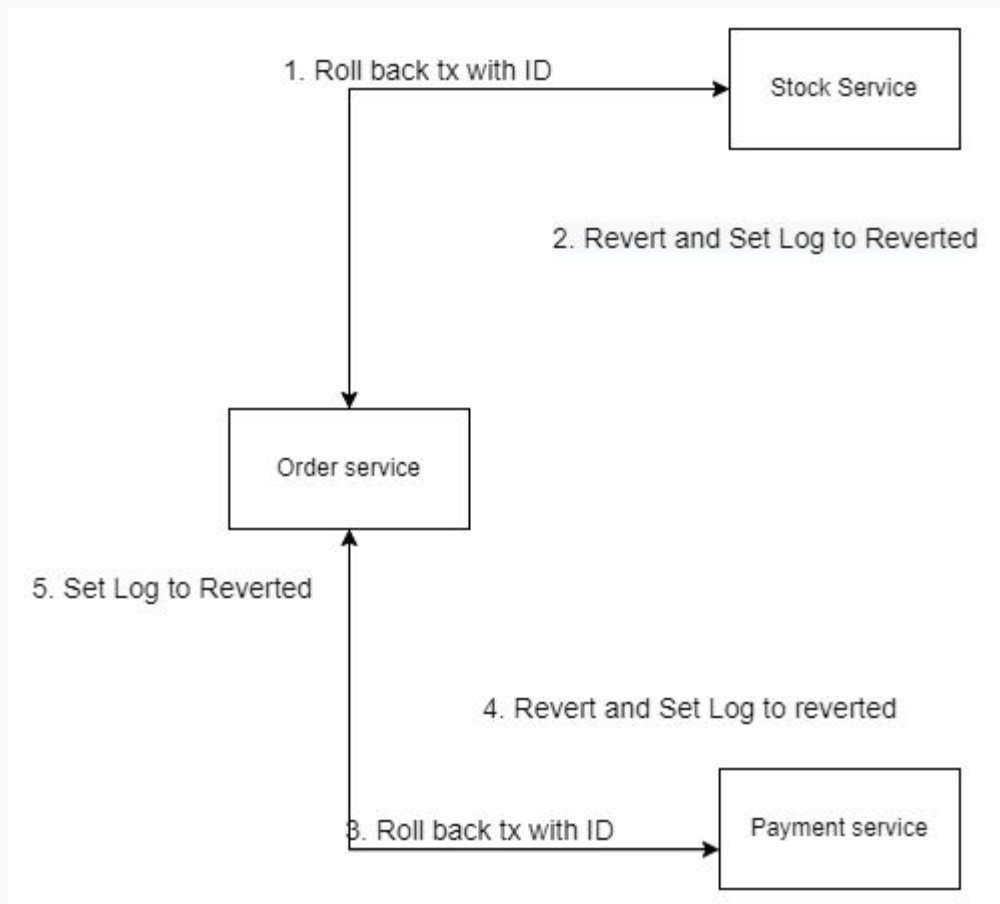 1. Roll back tx with ID
Stock Service
2. Revert and Set Log to Reverted
Order service
5. Set Log to Reverted
4. Revert and Set Log to reverted
3. Roll back tx with ID
Payment service